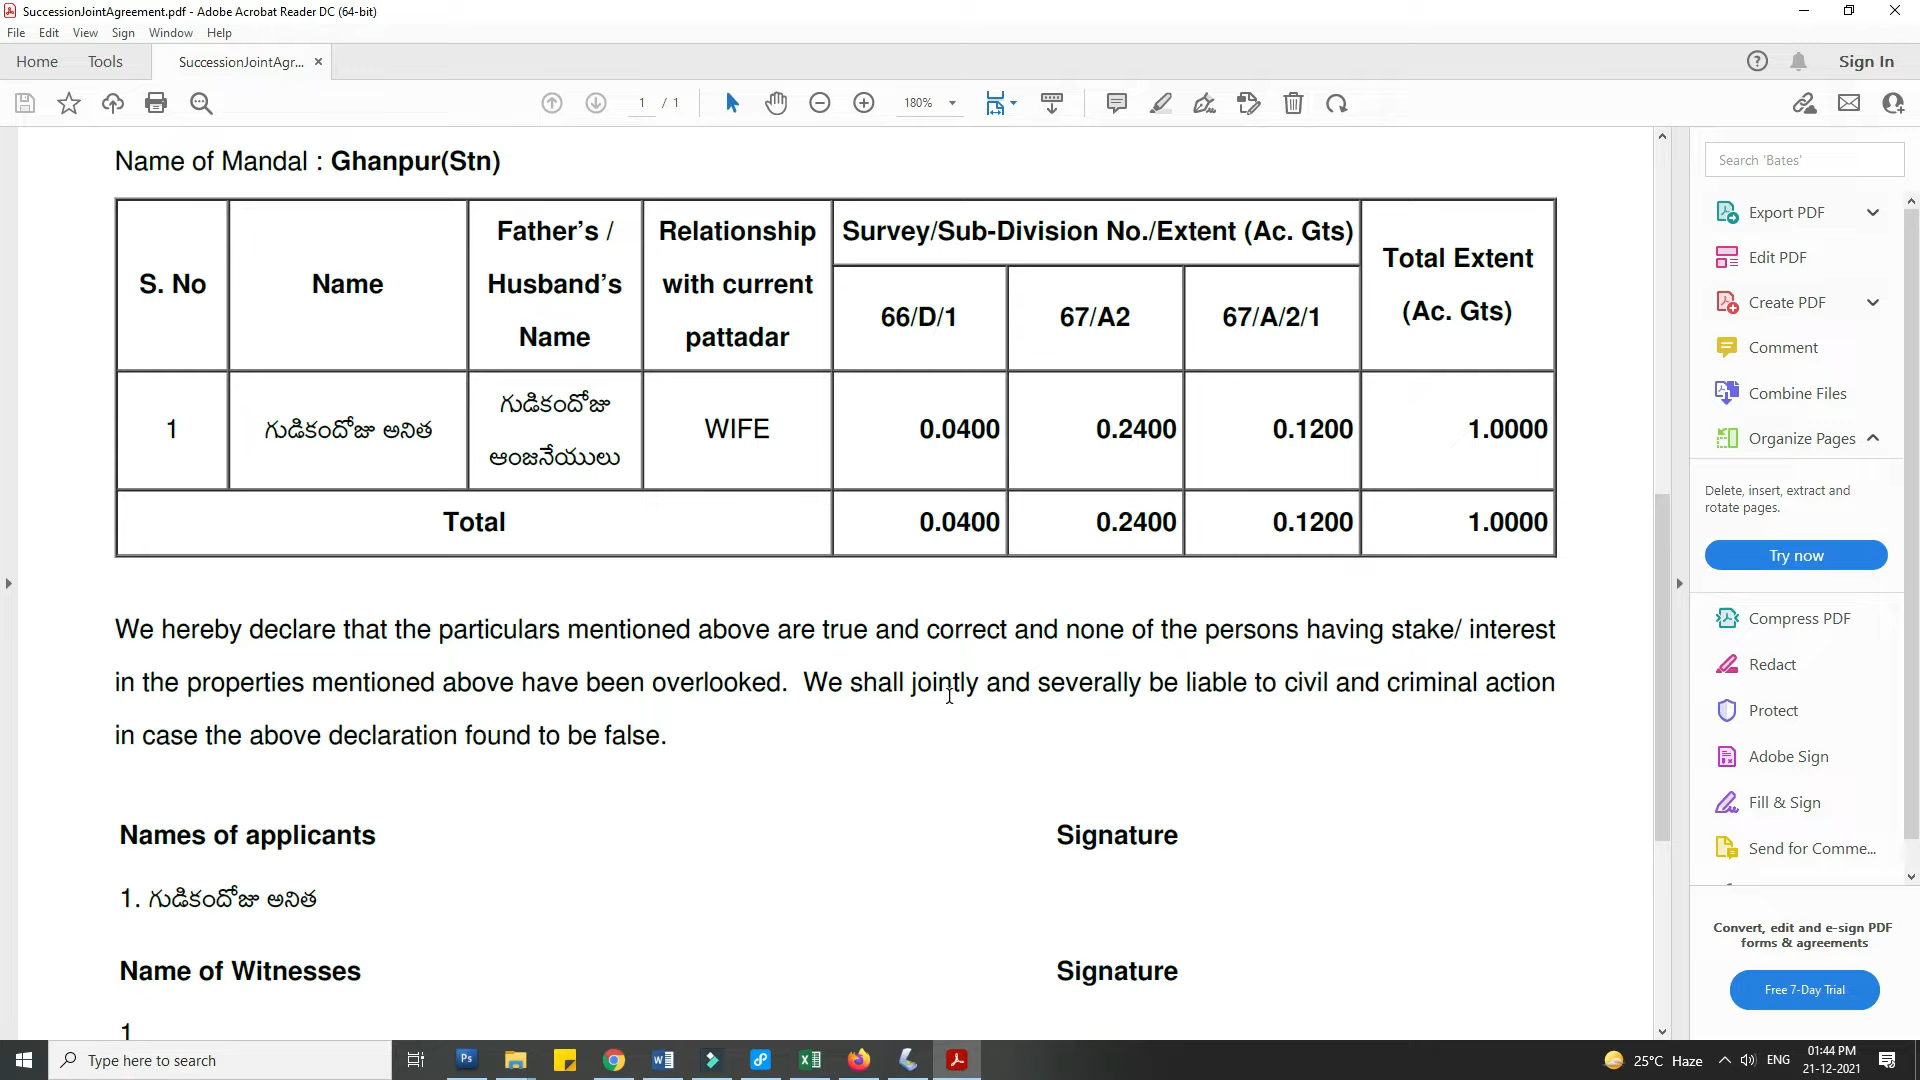 SuccessionJointAgreement.pdf - Adobe Acrobat Reader DC (64-bit)
File Edit View Sign Window Help
Home Tools SuccessionJointAgr... × Sign In
1 / 1 180%
Name of Mandal : Ghanpur(Stn)
S. No
Name
Father's /
Husband's
Name
Relationship
with current
pattadar
Survey/Sub-Division No./Extent (Ac. Gts)
66/D/1 67/A2 67/A/2/1
Total Extent
(Ac. Gts)
1
గుడికందోజు అనిత
గుడికందోజు
ఆంజనేయులు
WIFE
0.0400 0.2400 0.1200 1.0000
Total 0.0400 0.2400 0.1200 1.0000
We hereby declare that the particulars mentioned above are true and correct and none of the persons having stake/ interest
in the properties mentioned above have been overlooked. We shall jointly and severally be liable to civil and criminal action
in case the above declaration found to be false.
Names of applicants Signature
1. గుడికందోజు అనిత
Name of Witnesses Signature
1
Search 'Bates'
Export PDF
Edit PDF
Create PDF
Comment
Combine Files
Organize Pages
Delete, insert, extract and
rotate pages.
Try now
Compress PDF
Redact
Protect
Adobe Sign
Fill & Sign
Send for Comme...
Convert, edit and e-sign PDF
forms & agreements
Free 7-Day Trial
Type here to search
Ps
25°C Haze
ENG
01:44 PM
21-12-2021